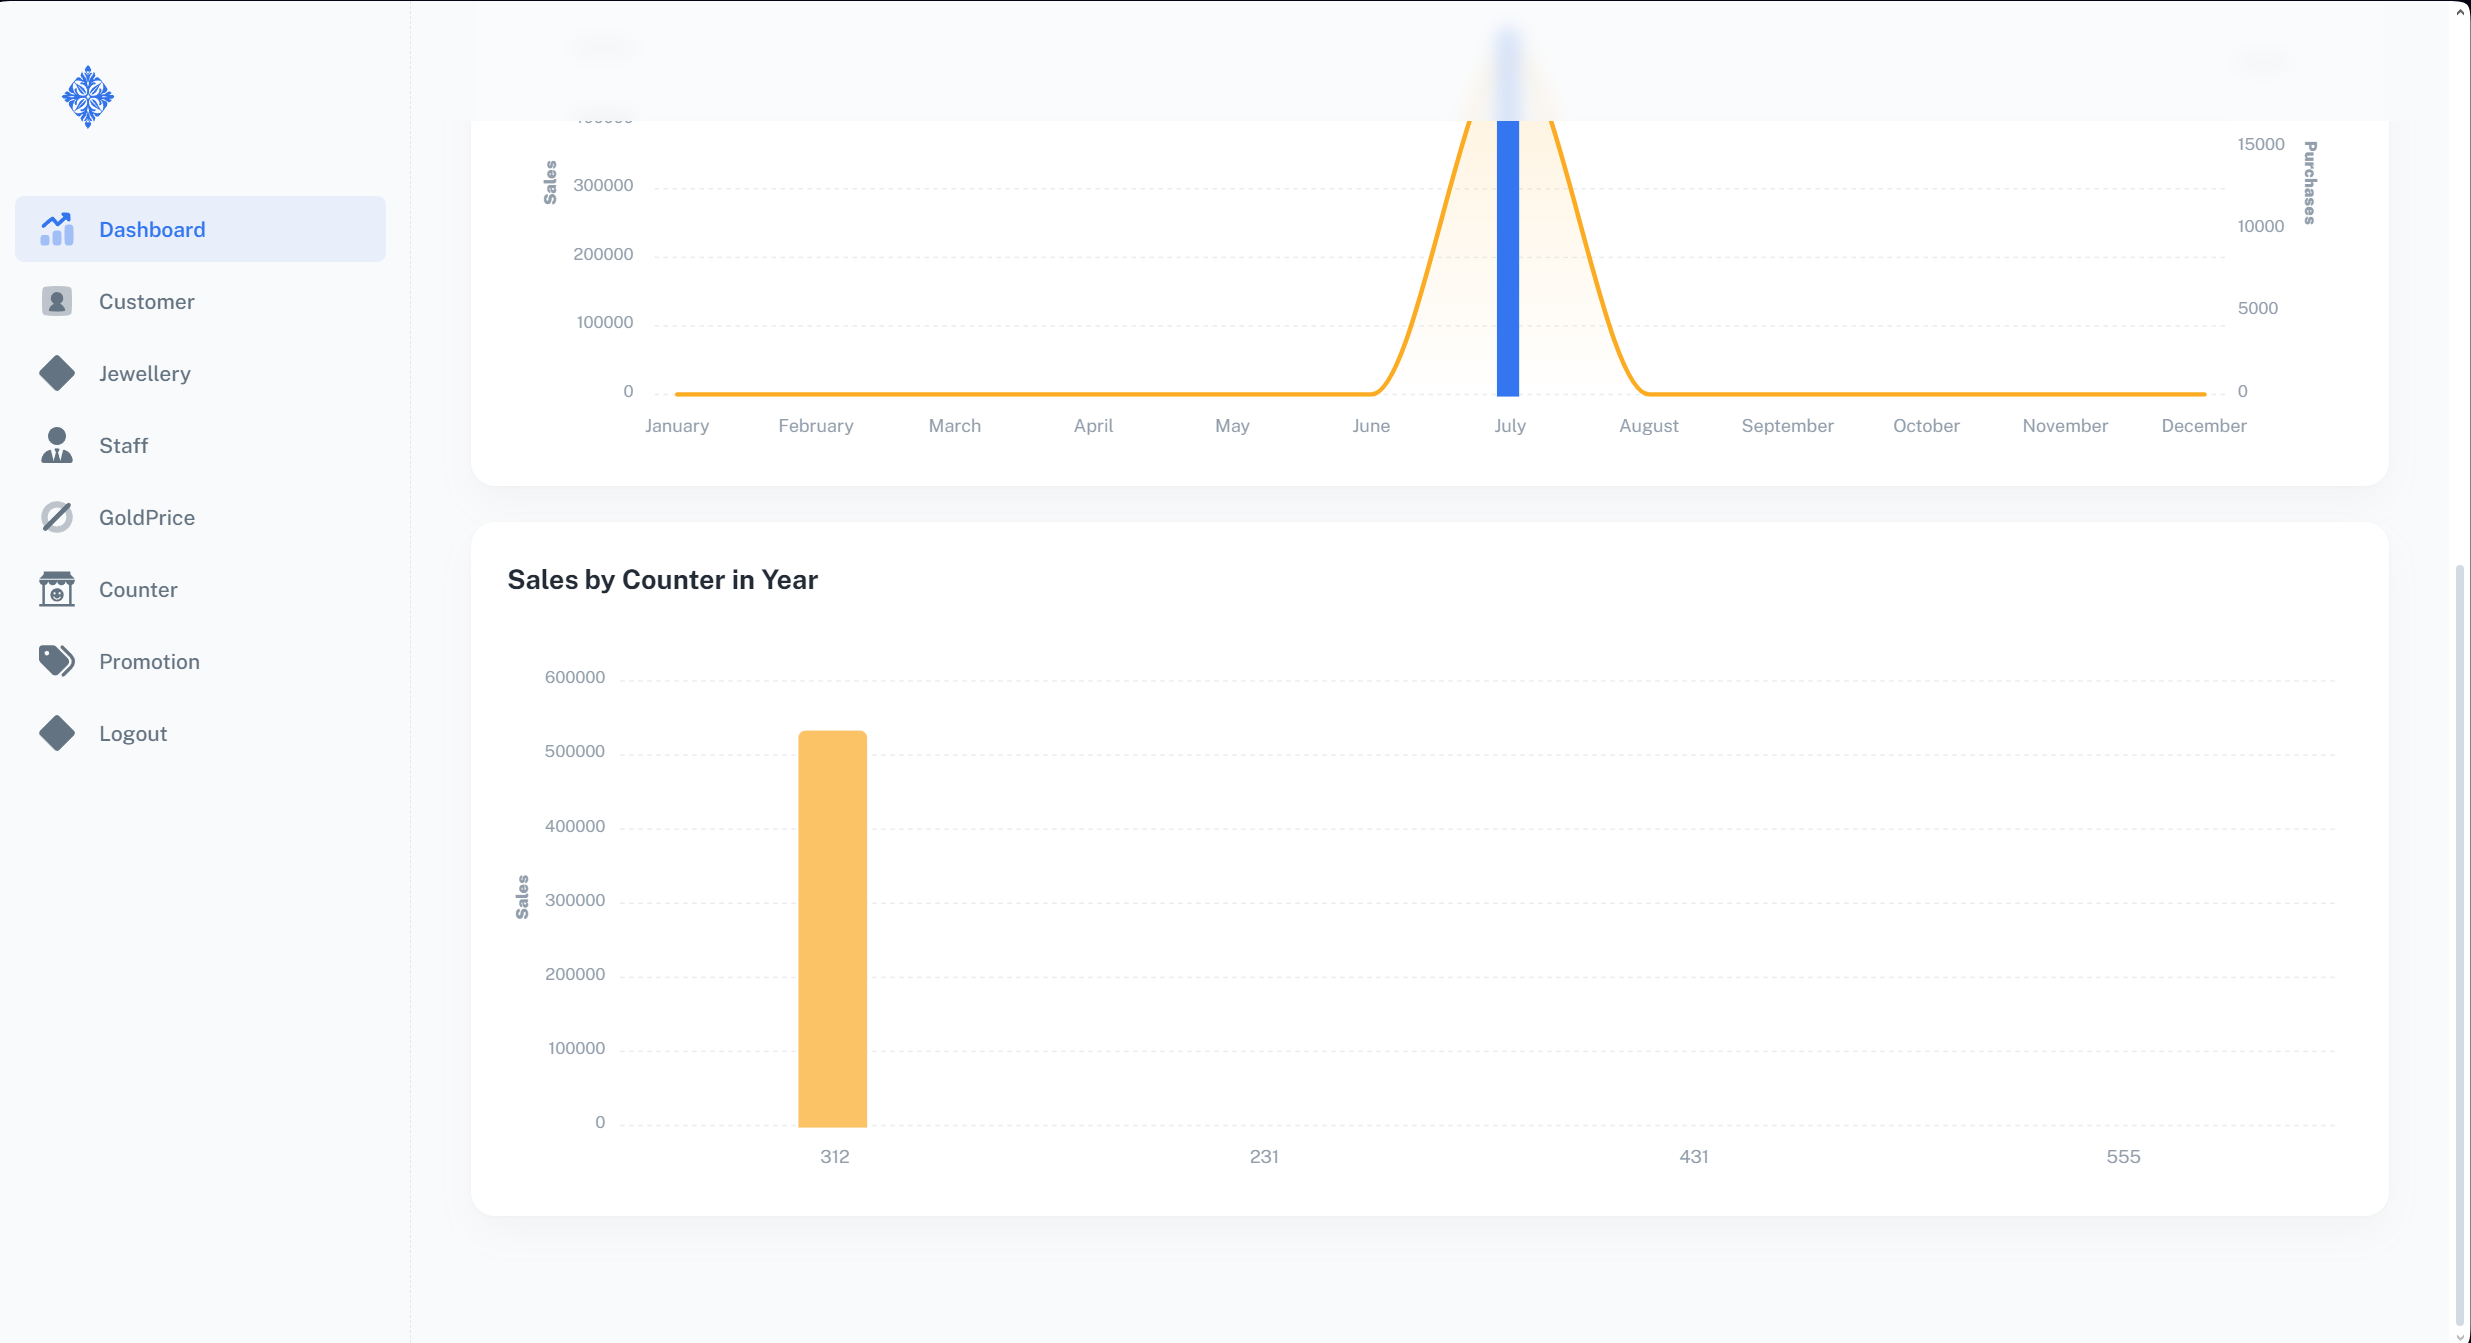 Dashboard
Customer
Jewellery
Staff
GoldPrice
Counter
Promotion
Logout
Sales
300000
200000
100000
0
15000
10000
5000
0
Purchases
January February March April May June July August September October November December
Sales by Counter in Year
Sales
600000
500000
400000
300000
200000
100000
0
312 231 431 555